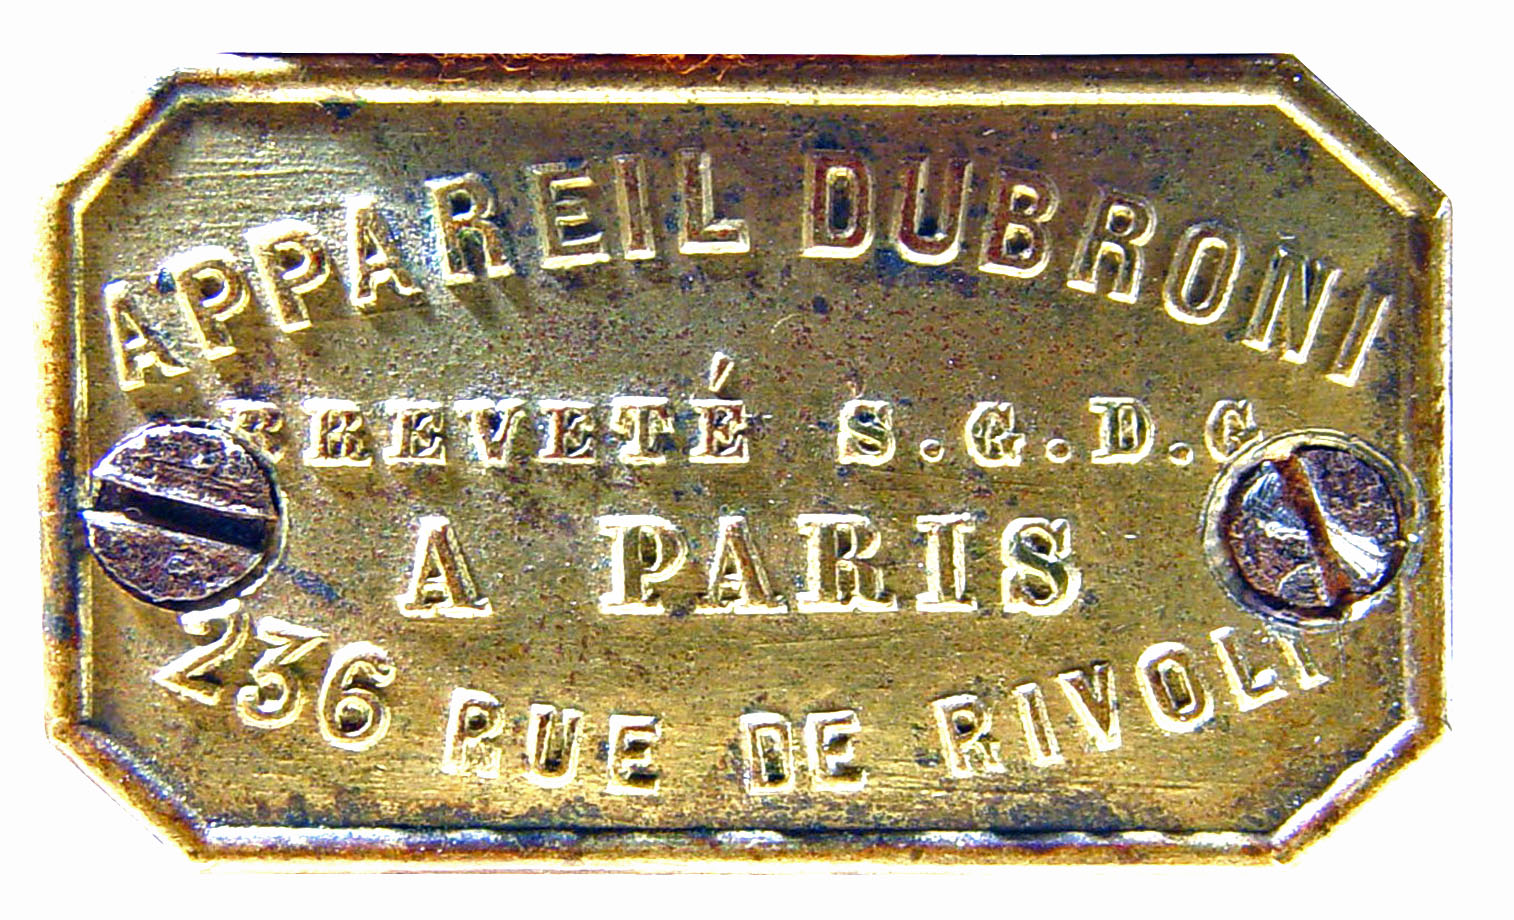 APPAREIL DUBRONI
BREVETÉ S.G.D.G
A PARIS
236 RUE DE RIVOLI